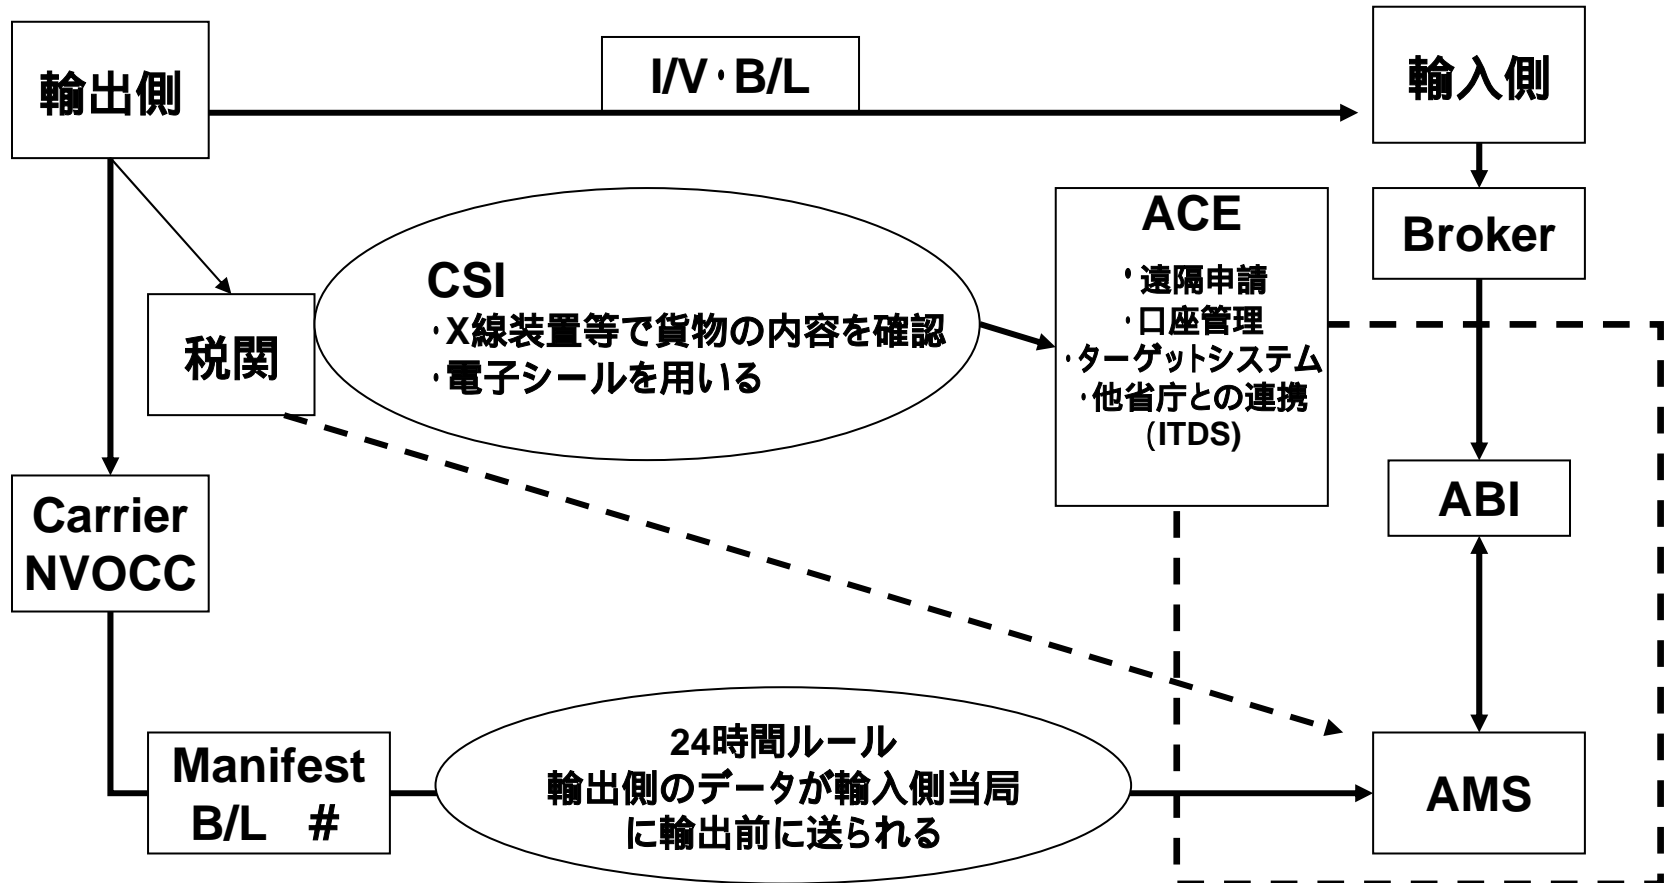 輸出側
I/V・B/L
輸入側
Broker
ACE
・遠隔申請
・口座管理
・ターゲットシステム
・他省庁との連携
(ITDS)
CSI
・X線装置等で貨物の内容を確認
・電子シールを用いる
税関
ABI
Carrier
NVOCC
Manifest
B/L #
24時間ルール
輸出側のデータが輸入側当局
に輸出前に送られる
AMS